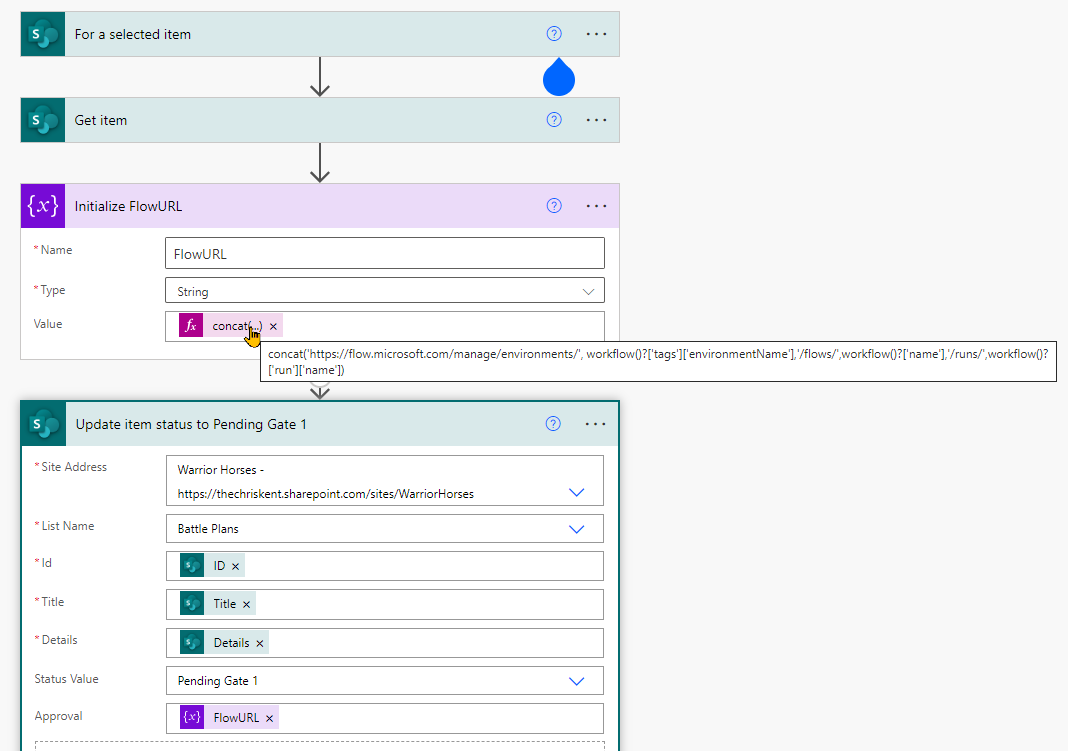 For a selected item
Get item
{x} Initialize FlowURL
* Name
FlowURL
* Type
String
Value
fx concat(...) ×
concat('https://flow.microsoft.com/manage/environments/', workflow()?['tags']['environmentName'],'/flows/',workflow()?['name'],'/runs/',workflow()?
['run']['name'])
Update item status to Pending Gate 1
* Site Address
Warrior Horses -
https://thechriskent.sharepoint.com/sites/WarriorHorses
* List Name
Battle Plans
* Id
ID ×
* Title
Title ×
* Details
Details ×
Status Value
Pending Gate 1
Approval
{x} FlowURL ×